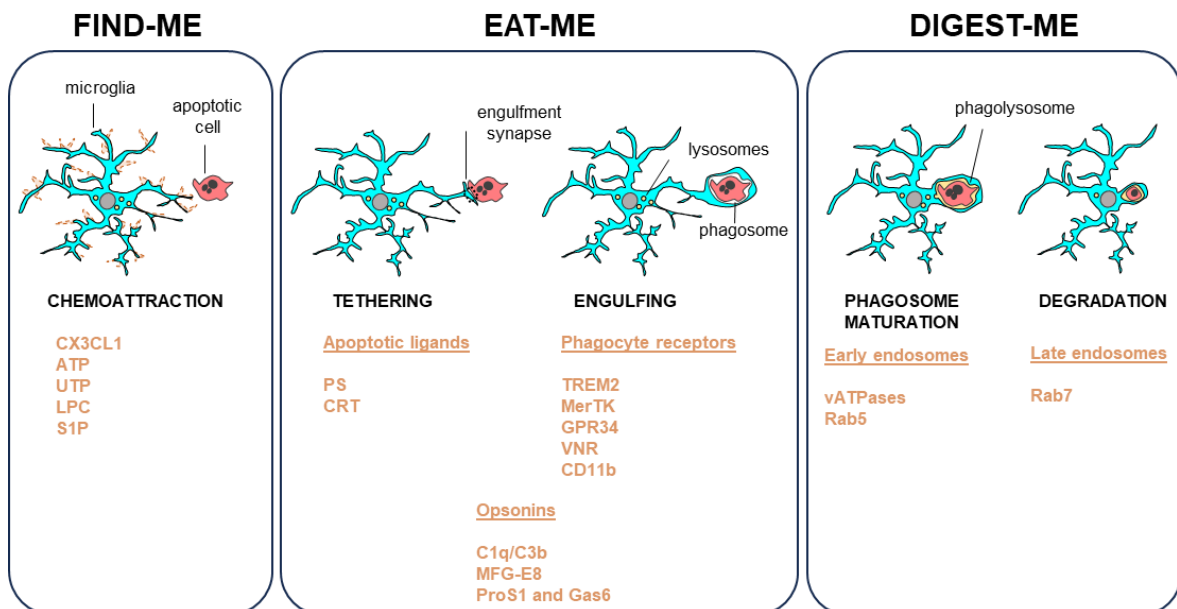 FIND-ME
EAT-ME
DIGEST-ME
microglia
apoptotic
cell
CHEMOATTRACTION
CX3CL1
ATP
UTP
LPC
S1P
engulfment
synapse
lysosomes
phagosome
TETHERING
ENGULFING
Apoptotic ligands
PS
CRT
Phagocyte receptors
TREM2
MerTK
GPR34
VNR
CD11b
Opsonins
C1q/C3b
MFG-E8
ProS1 and Gas6
phagolysosome
PHAGOSOME
MATURATION
DEGRADATION
Early endosomes
vATPases
Rab5
Late endosomes
Rab7